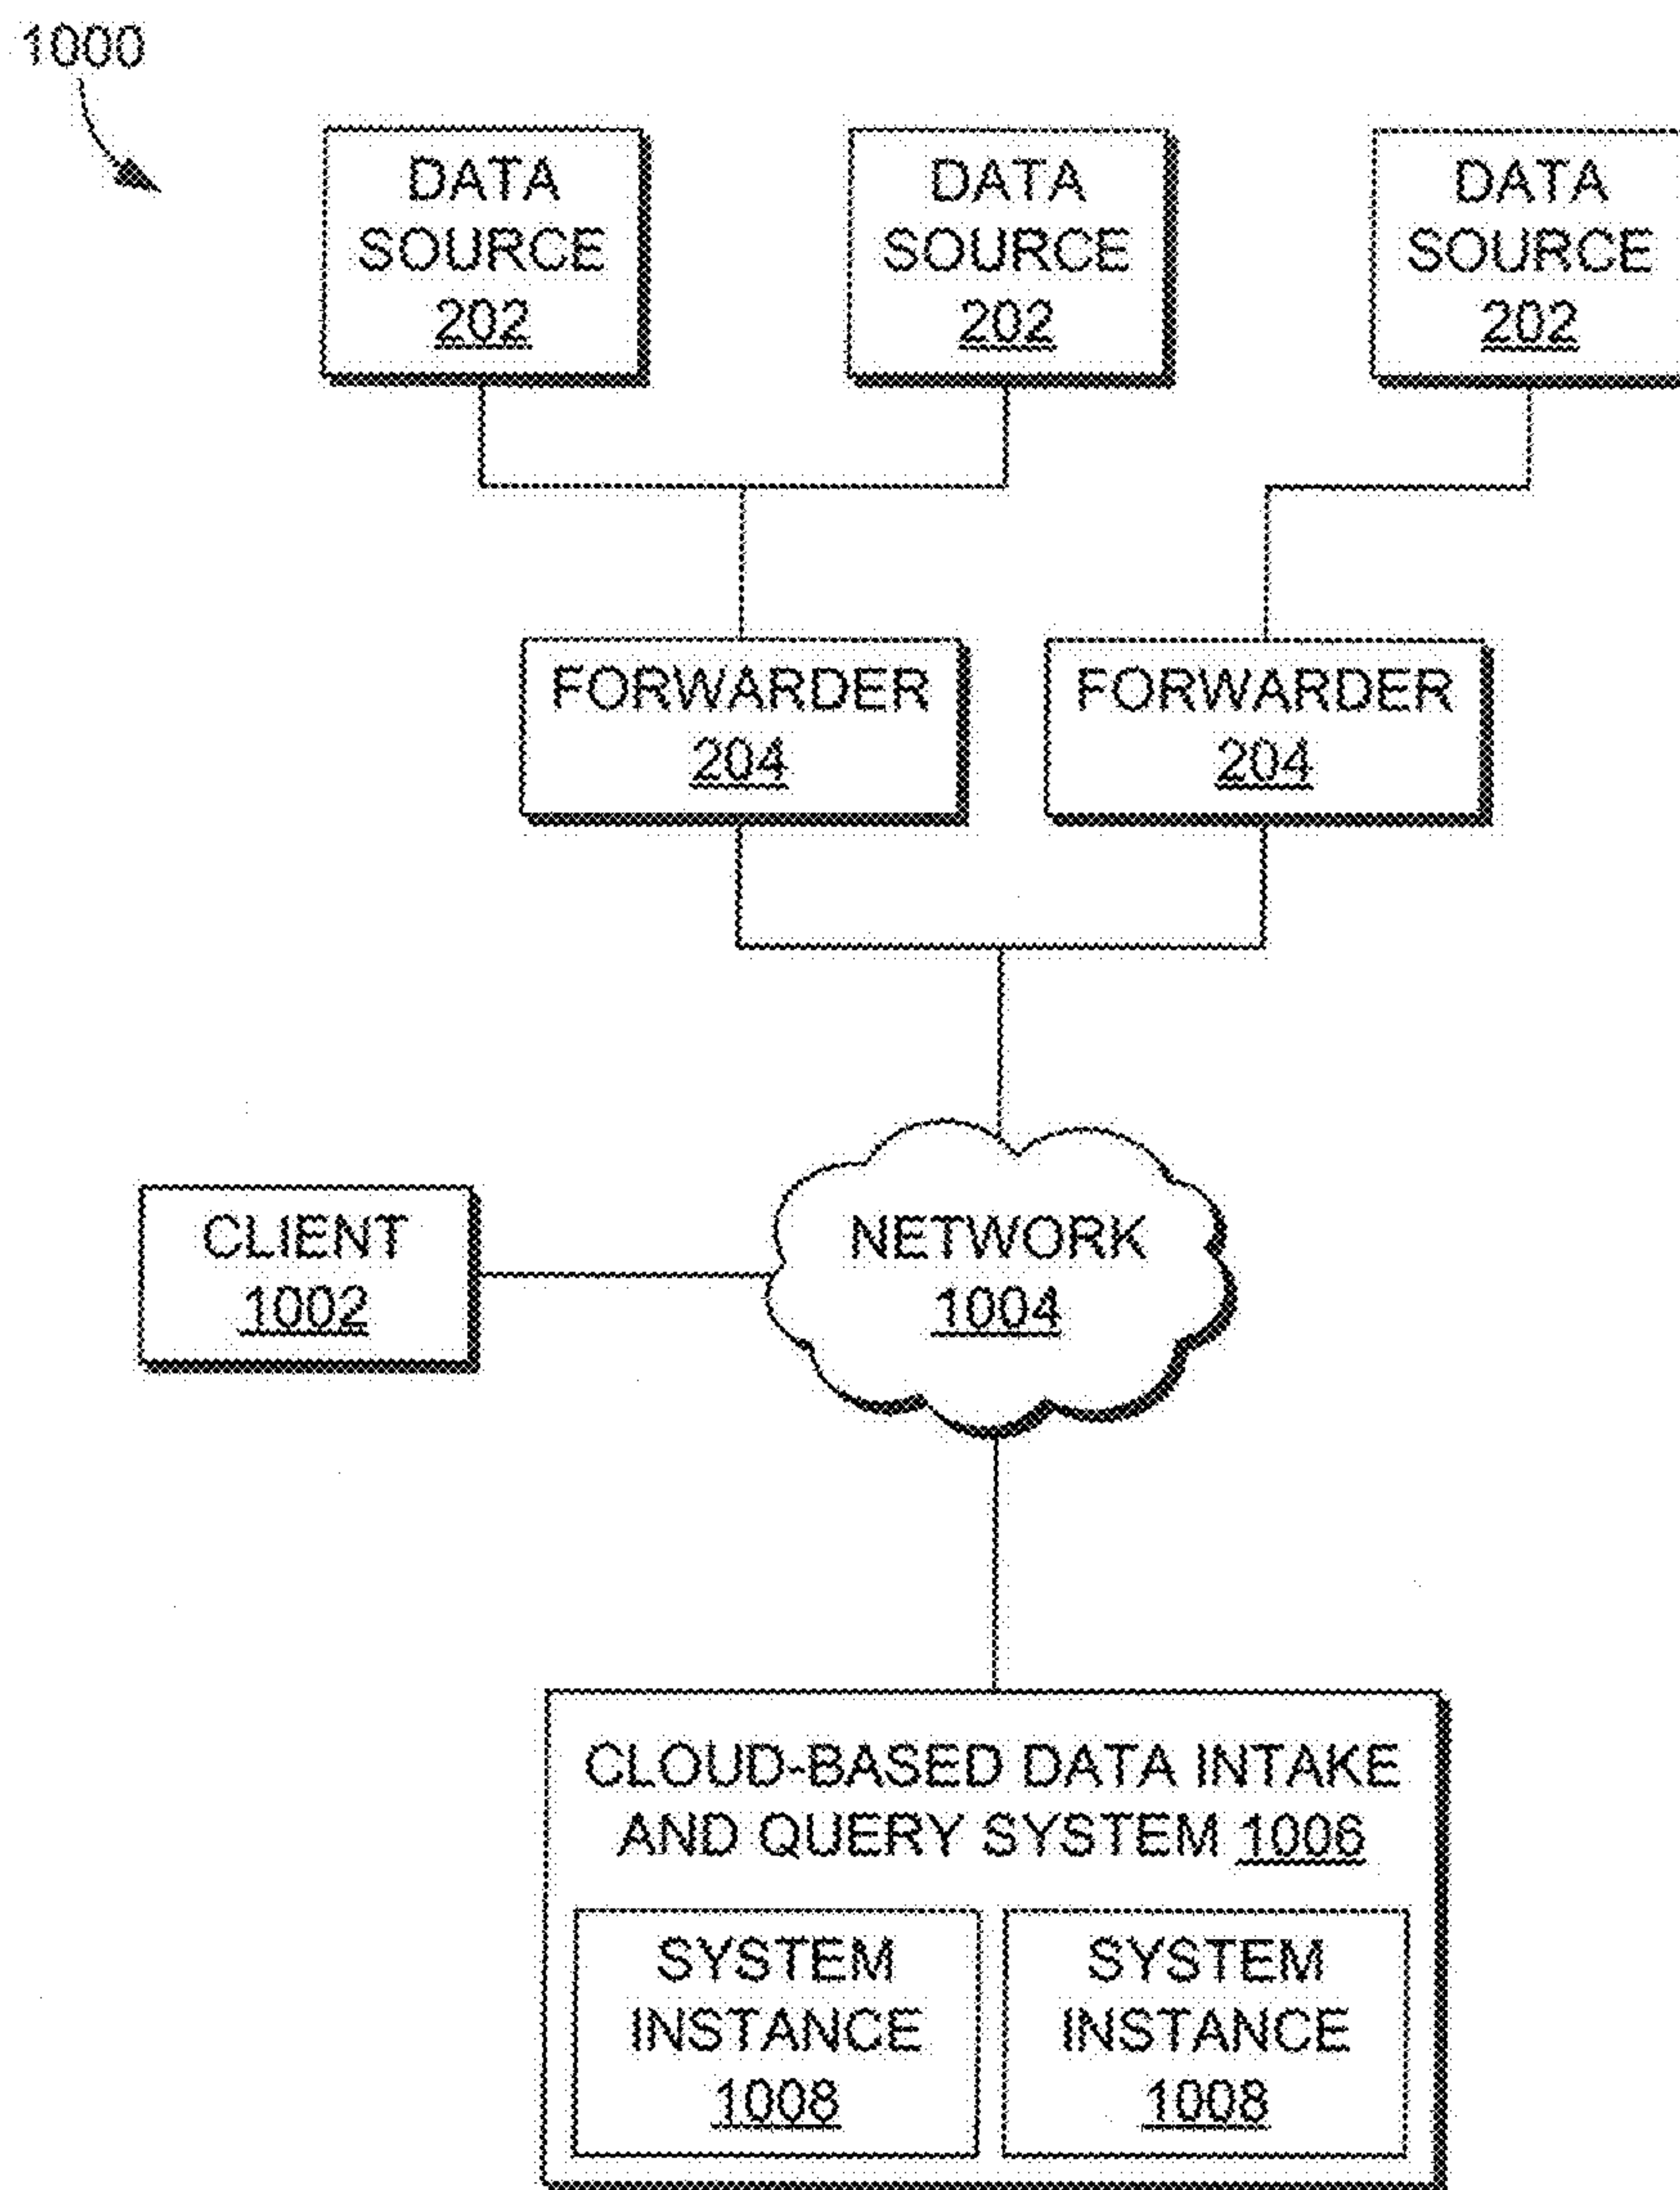 1000
DATA
SOURCE
202
DATA
SOURCE
202
DATA
SOURCE
202
FORWARDER
204
FORWARDER
204
CLIENT
1002
NETWORK
1004
CLOUD-BASED DATA INTAKE
AND QUERY SYSTEM 1006
SYSTEM
INSTANCE
1008
SYSTEM
INSTANCE
1008